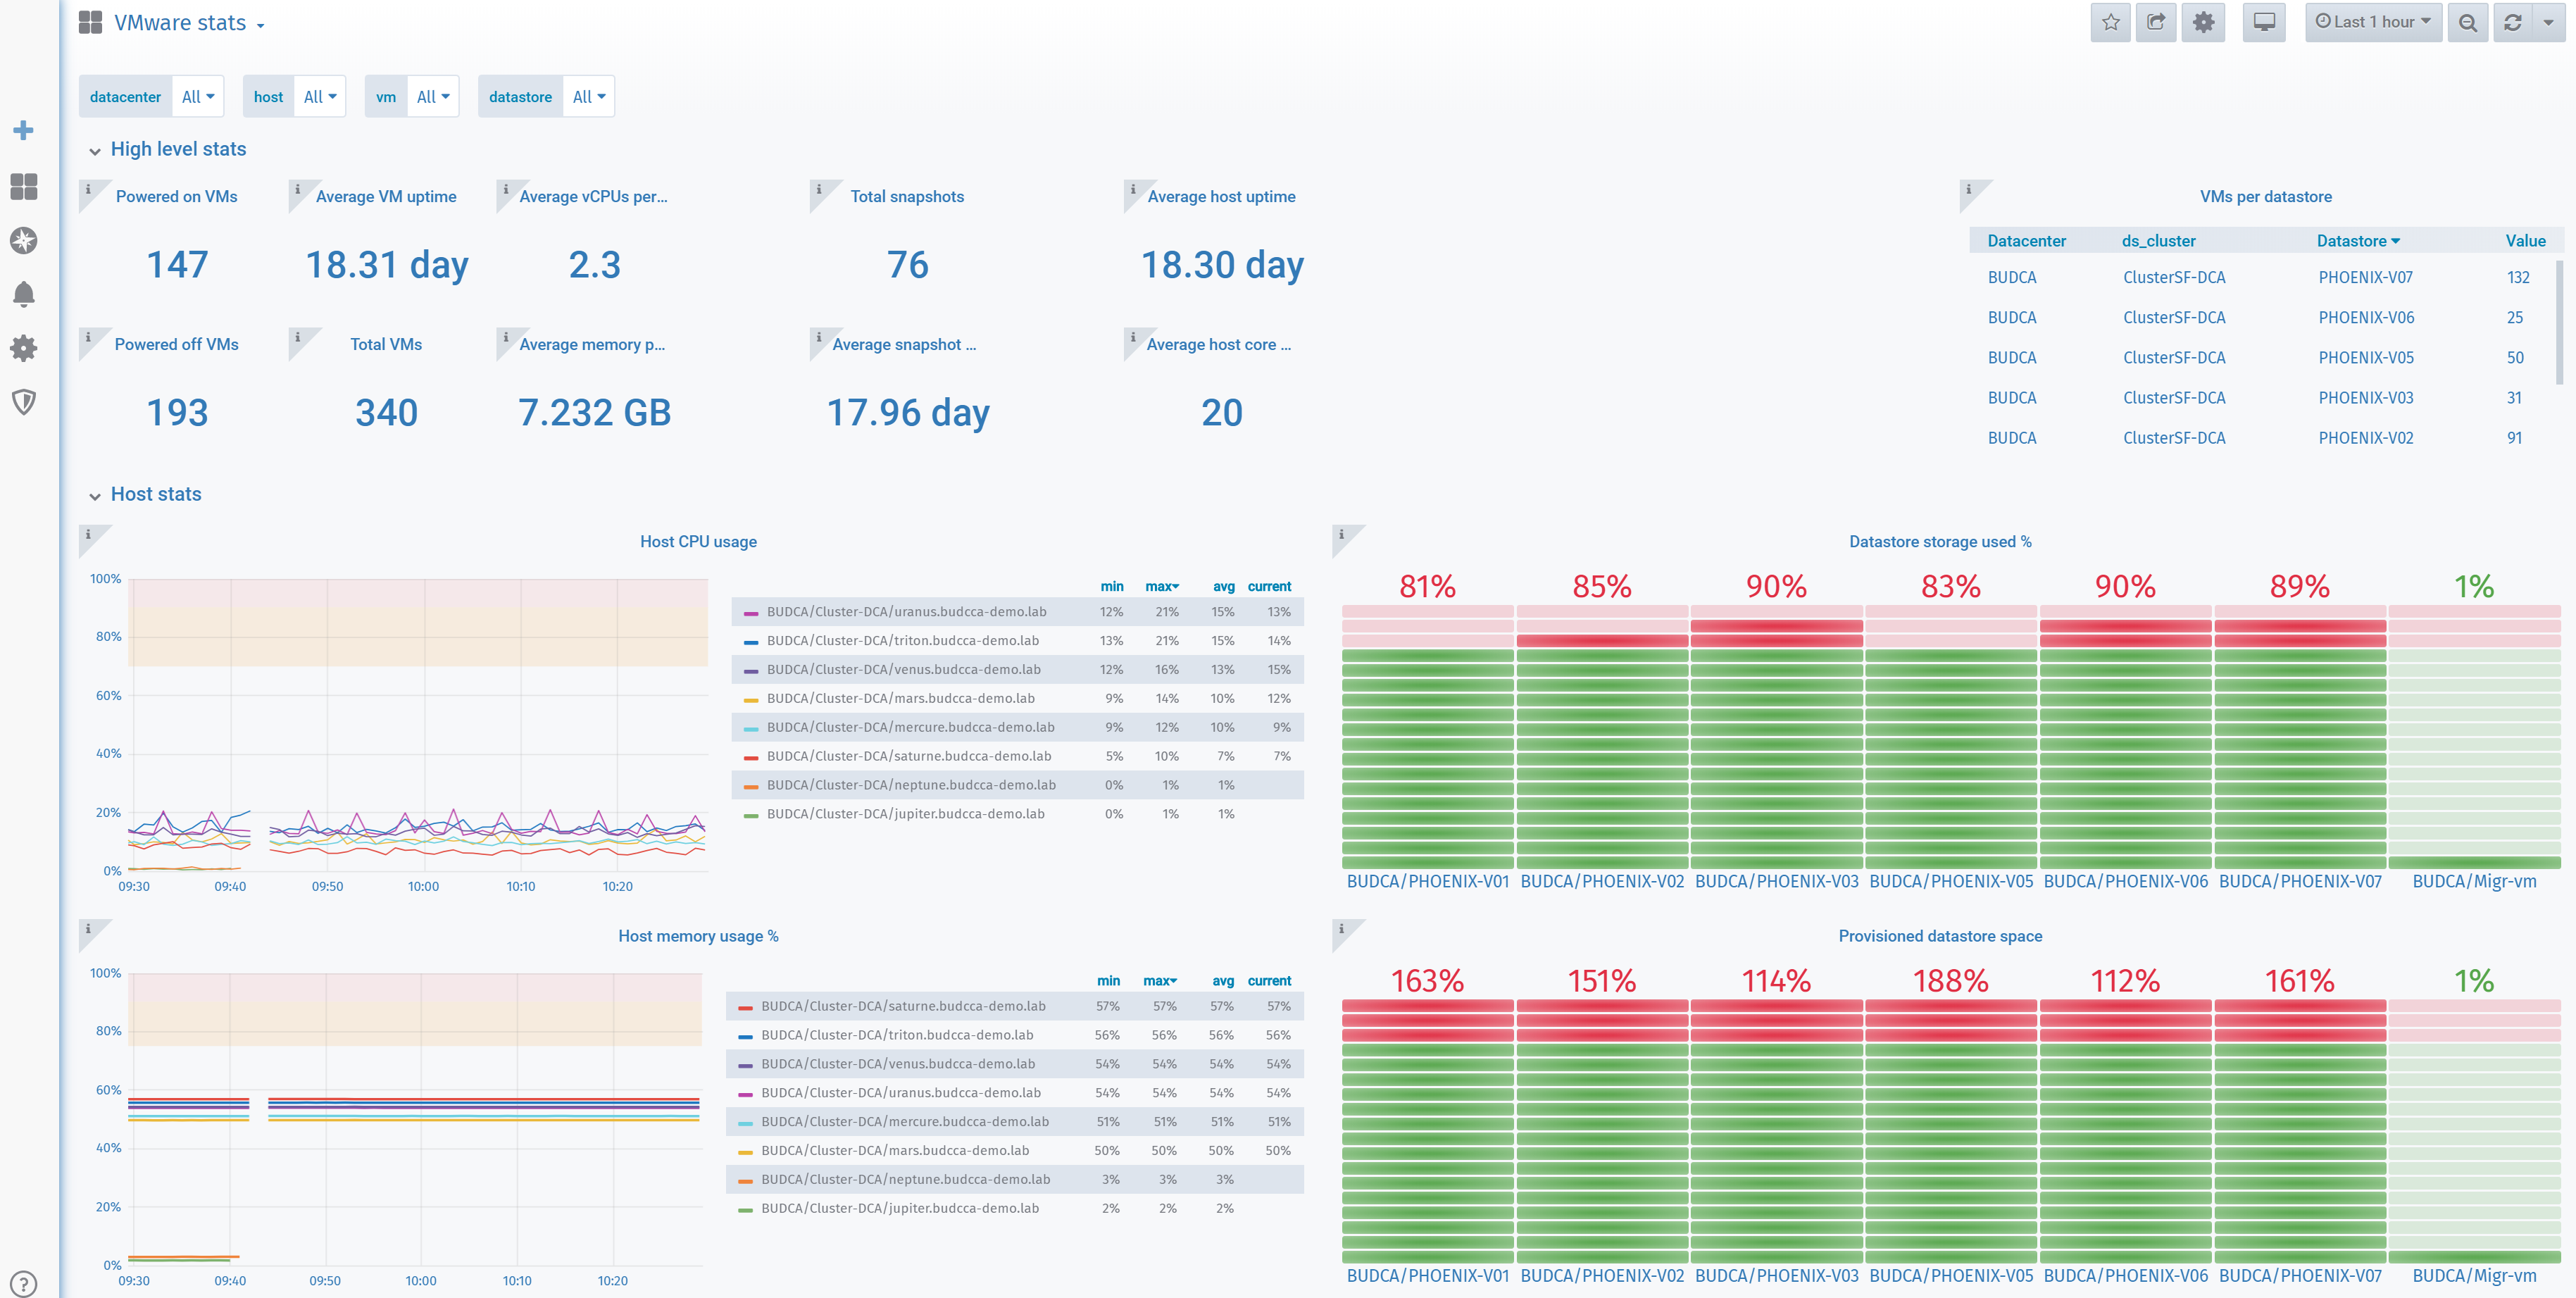 VMware stats
Last 1 hour
datacenter All host All vm All datastore All
High level stats
Powered on VMs
147
Average VM uptime
18.31 day
Average vCPUs per...
2.3
Total snapshots
76
Average host uptime
18.30 day
Powered off VMs
193
Total VMs
340
Average memory p...
7.232 GB
Average snapshot ...
17.96 day
Average host core ...
20
VMs per datastore
Datacenter ds_cluster Datastore Value
BUDCA ClusterSF-DCA PHOENIX-V07 132
BUDCA ClusterSF-DCA PHOENIX-V06 25
BUDCA ClusterSF-DCA PHOENIX-V05 50
BUDCA ClusterSF-DCA PHOENIX-V03 31
BUDCA ClusterSF-DCA PHOENIX-V02 91
Host stats
Host CPU usage
100%
80%
60%
40%
20%
0%
09:30 09:40 09:50 10:00 10:10 10:20
min max avg current
BUDCA/Cluster-DCA/uranus.budcca-demo.lab 12% 21% 15% 13%
BUDCA/Cluster-DCA/triton.budcca-demo.lab 13% 21% 15% 14%
BUDCA/Cluster-DCA/venus.budcca-demo.lab 12% 16% 13% 15%
BUDCA/Cluster-DCA/mars.budcca-demo.lab 9% 14% 10% 12%
BUDCA/Cluster-DCA/mercure.budcca-demo.lab 9% 12% 10% 9%
BUDCA/Cluster-DCA/saturne.budcca-demo.lab 5% 10% 7% 7%
BUDCA/Cluster-DCA/neptune.budcca-demo.lab 0% 1% 1%
BUDCA/Cluster-DCA/jupiter.budcca-demo.lab 0% 1% 1%
Datastore storage used %
81% 85% 90% 83% 90% 89% 1%
BUDCA/PHOENIX-V01 BUDCA/PHOENIX-V02 BUDCA/PHOENIX-V03 BUDCA/PHOENIX-V05 BUDCA/PHOENIX-V06 BUDCA/PHOENIX-V07 BUDCA/Migr-vm
Host memory usage %
100%
80%
60%
40%
20%
0%
09:30 09:40 09:50 10:00 10:10 10:20
min max avg current
BUDCA/Cluster-DCA/saturne.budcca-demo.lab 57% 57% 57% 57%
BUDCA/Cluster-DCA/triton.budcca-demo.lab 56% 56% 56% 56%
BUDCA/Cluster-DCA/venus.budcca-demo.lab 54% 54% 54% 54%
BUDCA/Cluster-DCA/uranus.budcca-demo.lab 54% 54% 54% 54%
BUDCA/Cluster-DCA/mercure.budcca-demo.lab 51% 51% 51% 51%
BUDCA/Cluster-DCA/mars.budcca-demo.lab 50% 50% 50% 50%
BUDCA/Cluster-DCA/neptune.budcca-demo.lab 3% 3% 3%
BUDCA/Cluster-DCA/jupiter.budcca-demo.lab 2% 2% 2%
Provisioned datastore space
163% 151% 114% 188% 112% 161% 1%
BUDCA/PHOENIX-V01 BUDCA/PHOENIX-V02 BUDCA/PHOENIX-V03 BUDCA/PHOENIX-V05 BUDCA/PHOENIX-V06 BUDCA/PHOENIX-V07 BUDCA/Migr-vm